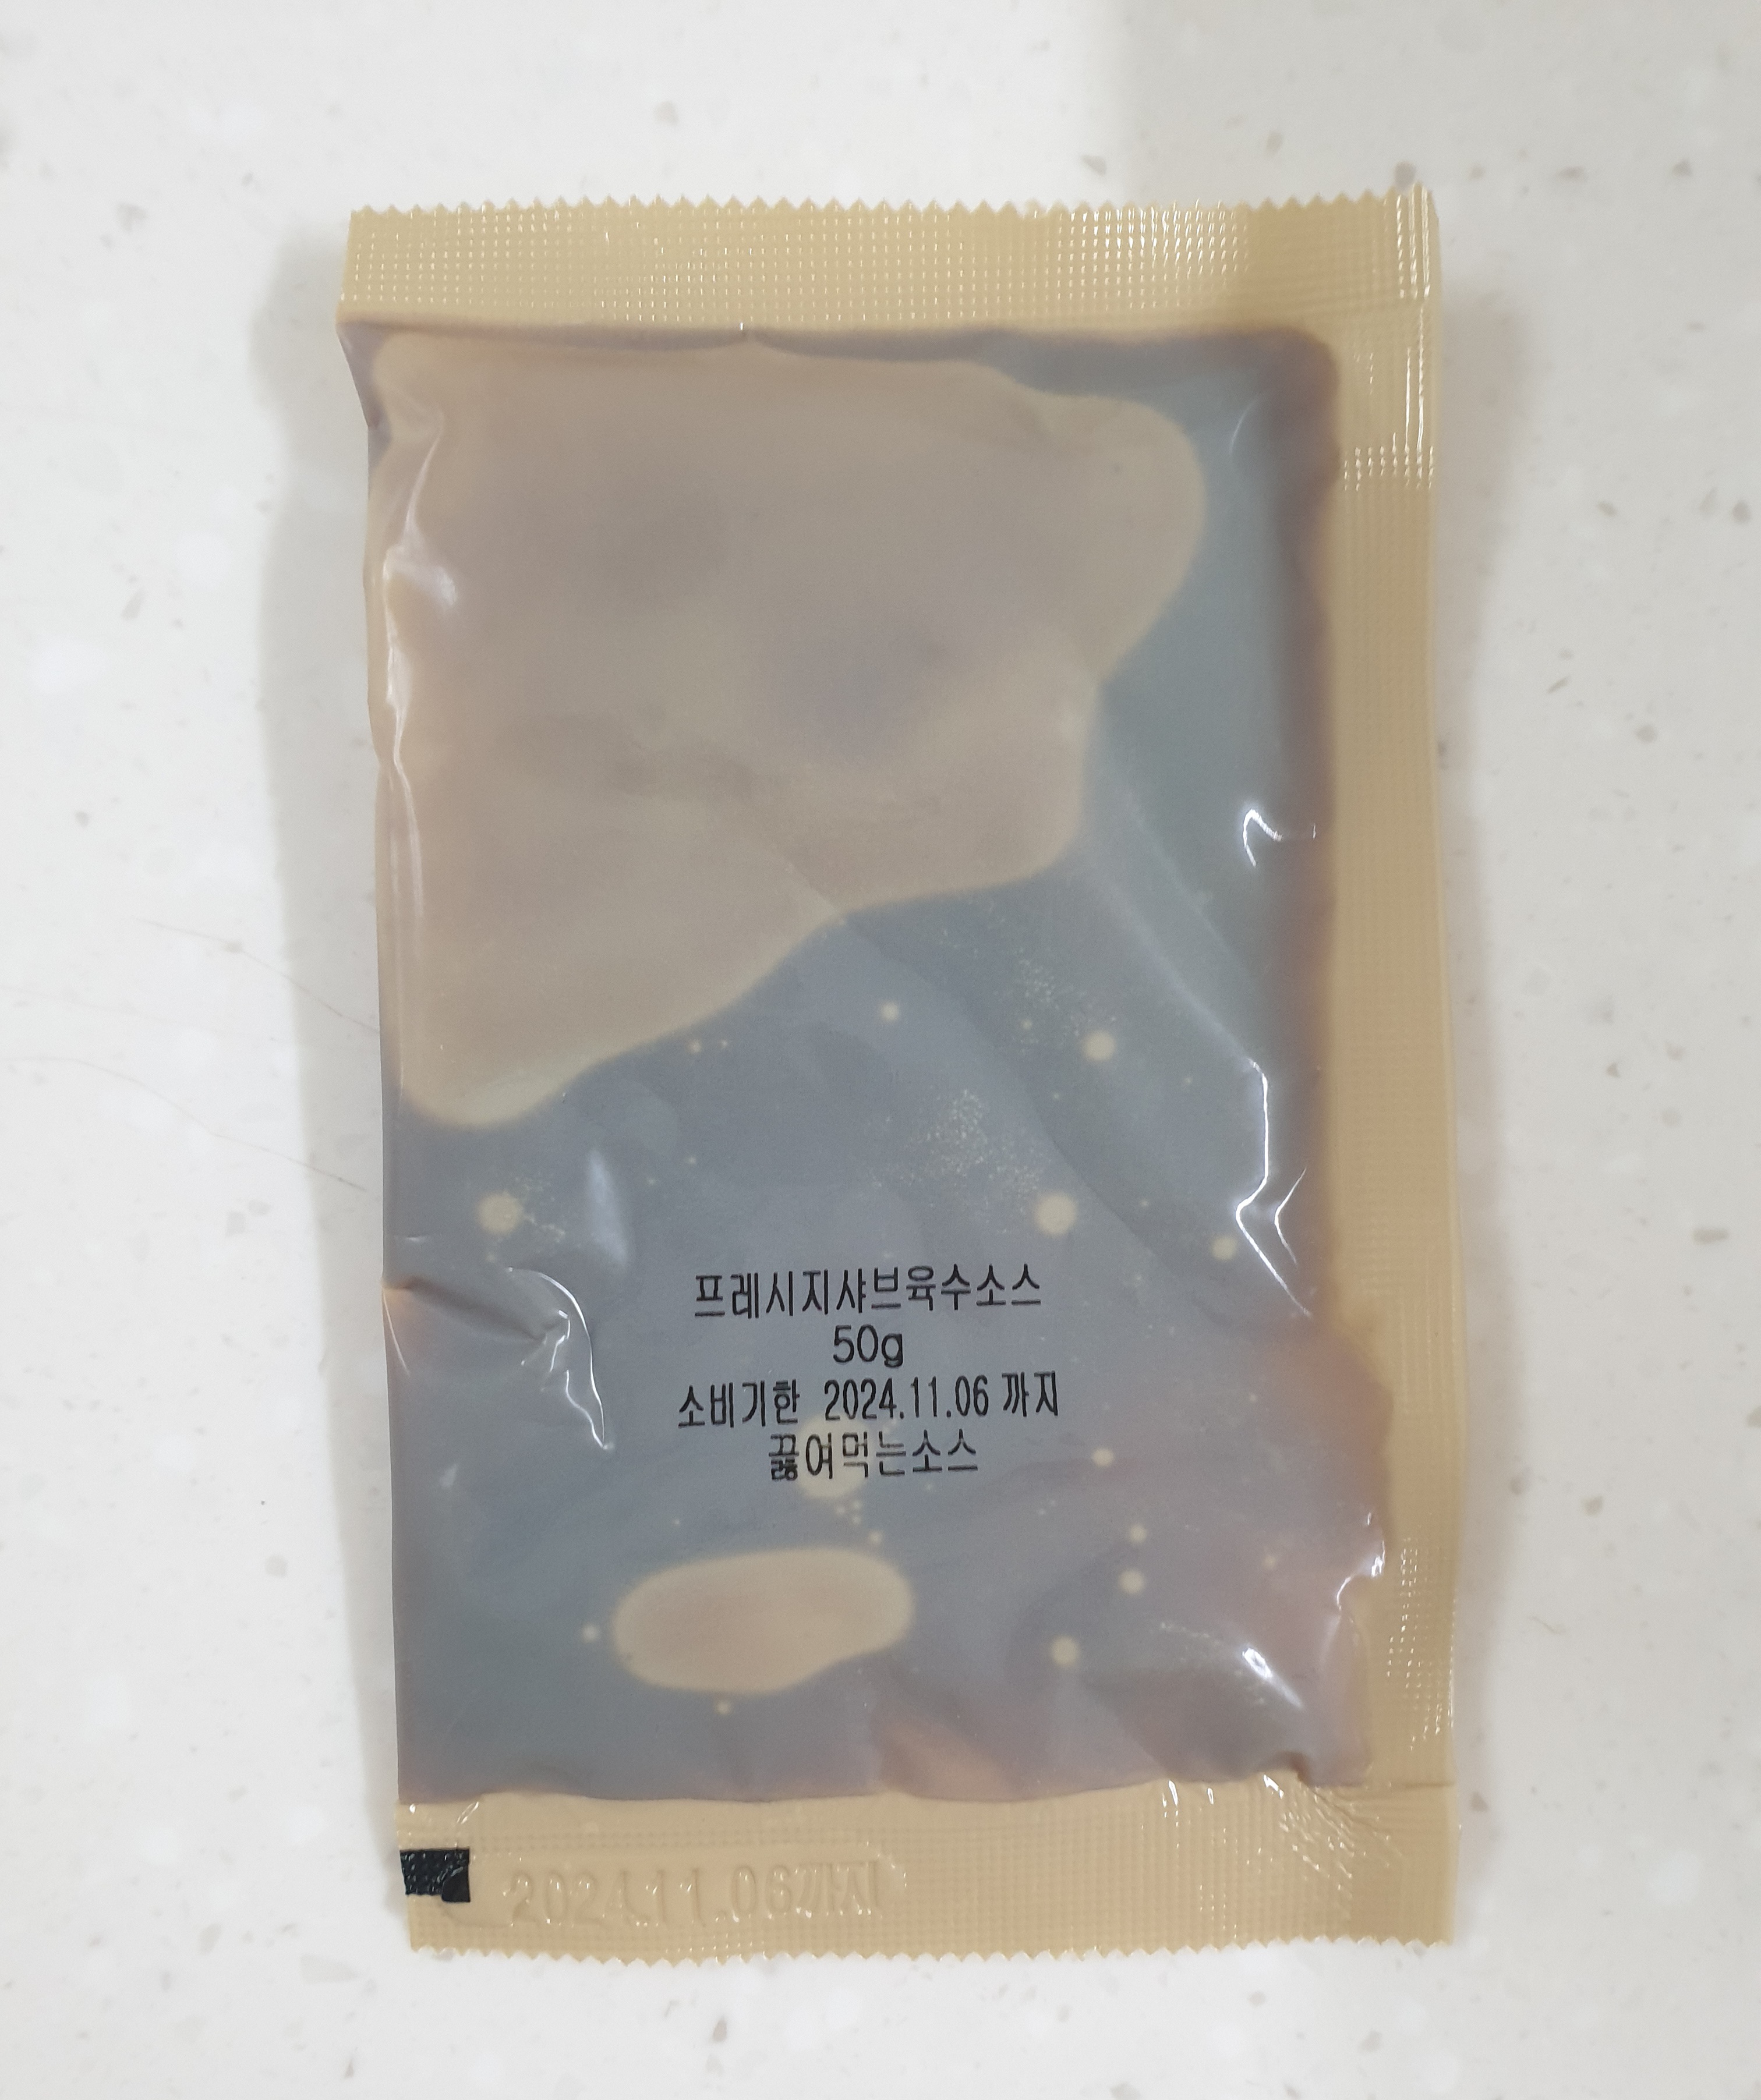 프레시지샤브육수소스
50g
소비기한 2024.11.06 까지
끓여먹는소스
2024.11.06까지